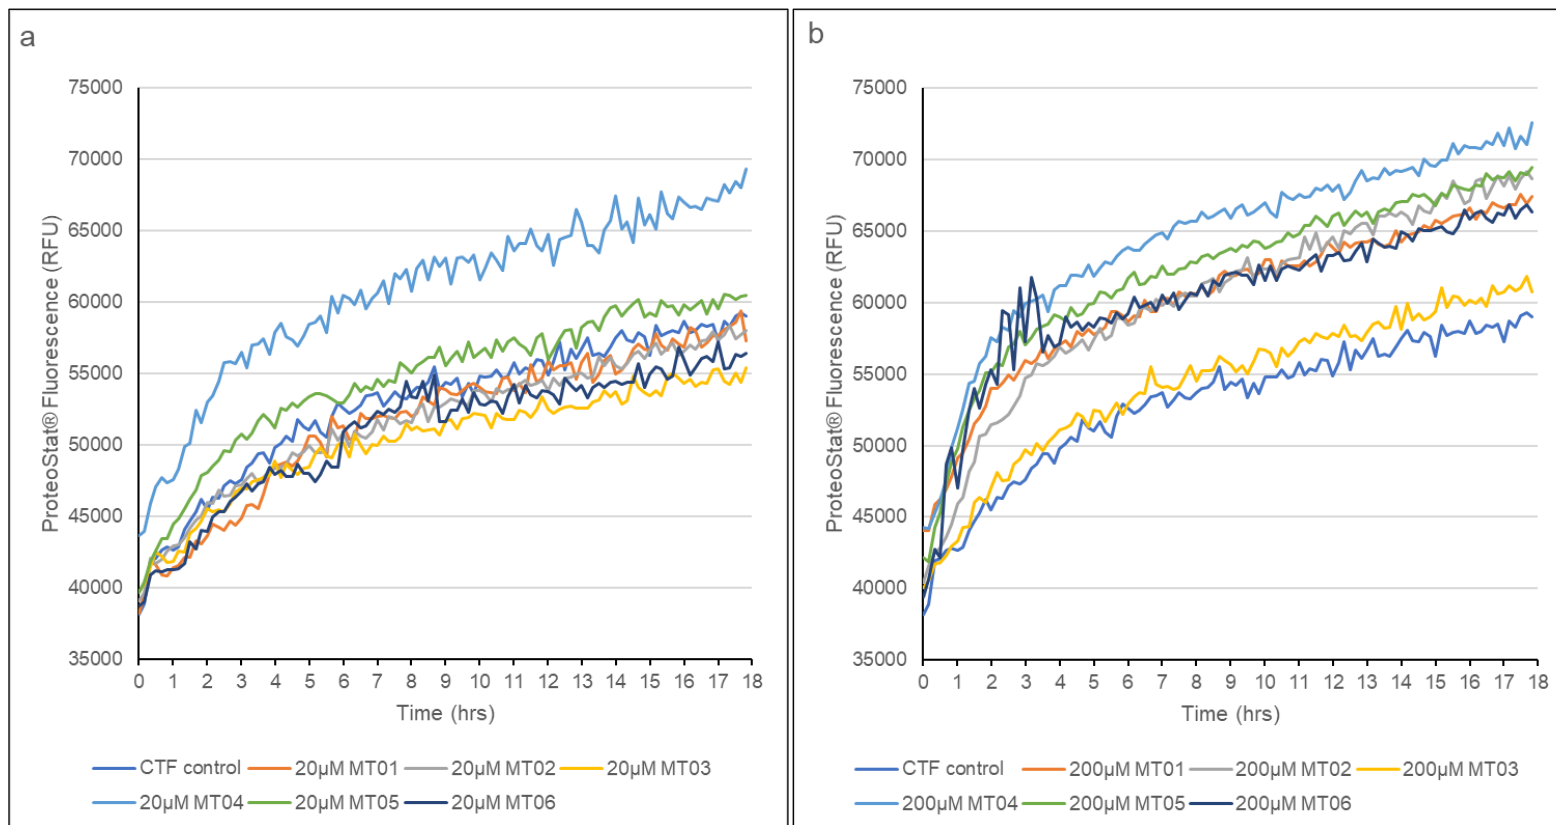 a
75000
70000
65000
60000
55000
50000
45000
40000
35000
ProteoStat® Fluorescence (RFU)
0 1 2 3 4 5 6 7 8 9 10 11 12 13 14 15 16 17 18
Time (hrs)
CTF control 20µM MT01 20µM MT02 20µM MT03
20µM MT04 20µM MT05 20µM MT06
b
75000
70000
65000
60000
55000
50000
45000
40000
35000
ProteoStat® Fluorescence (RFU)
0 1 2 3 4 5 6 7 8 9 10 11 12 13 14 15 16 17 18
Time (hrs)
CTF control 200µM MT01 200µM MT02 200µM MT03
200µM MT04 200µM MT05 200µM MT06